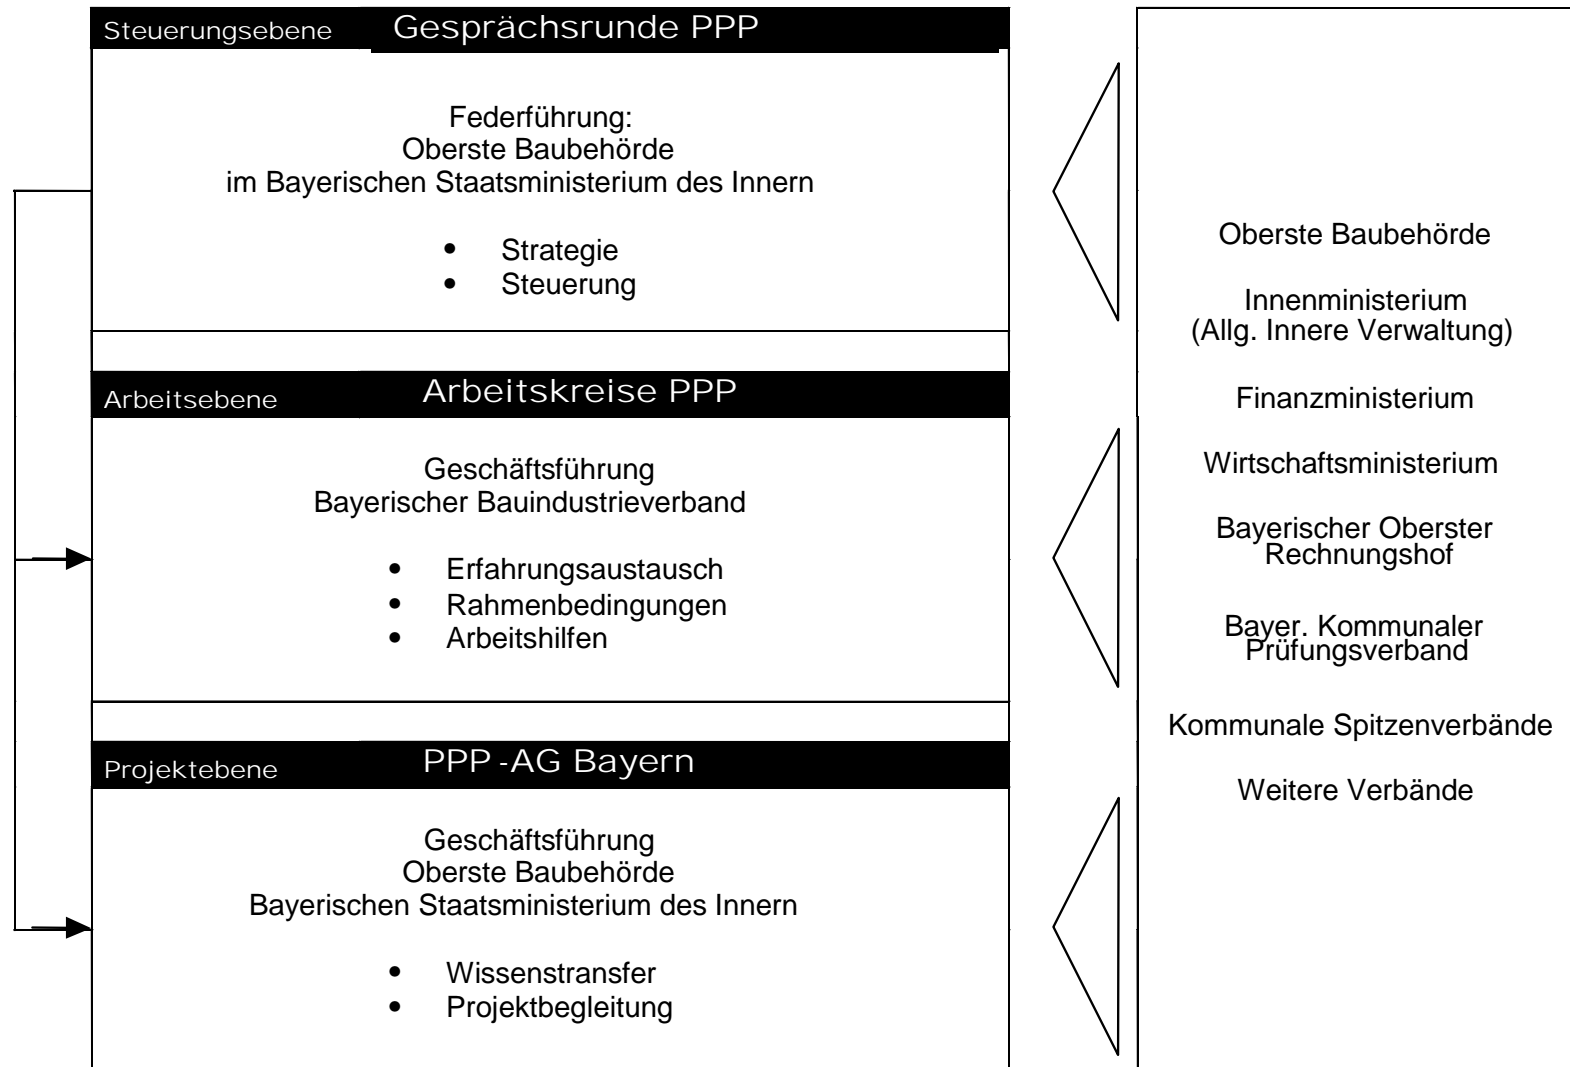 Steuerungsebene Gesprächsrunde PPP
Federführung:
Oberste Baubehörde
im Bayerischen Staatsministerium des Innern
• Strategie
• Steuerung
Arbeitsebene Arbeitskreise PPP
Geschäftsführung
Bayerischer Bauindustrieverband
• Erfahrungsaustausch
• Rahmenbedingungen
• Arbeitshilfen
Projektebene PPP-AG Bayern
Geschäftsführung
Oberste Baubehörde
Bayerischen Staatsministerium des Innern
• Wissenstransfer
• Projektbegleitung
Oberste Baubehörde
Innenministerium
(Allg. Innere Verwaltung)
Finanzministerium
Wirtschaftsministerium
Bayerischer Oberster
Rechnungshof
Bayer. Kommunaler
Prüfungsverband
Kommunale Spitzenverbände
Weitere Verbände